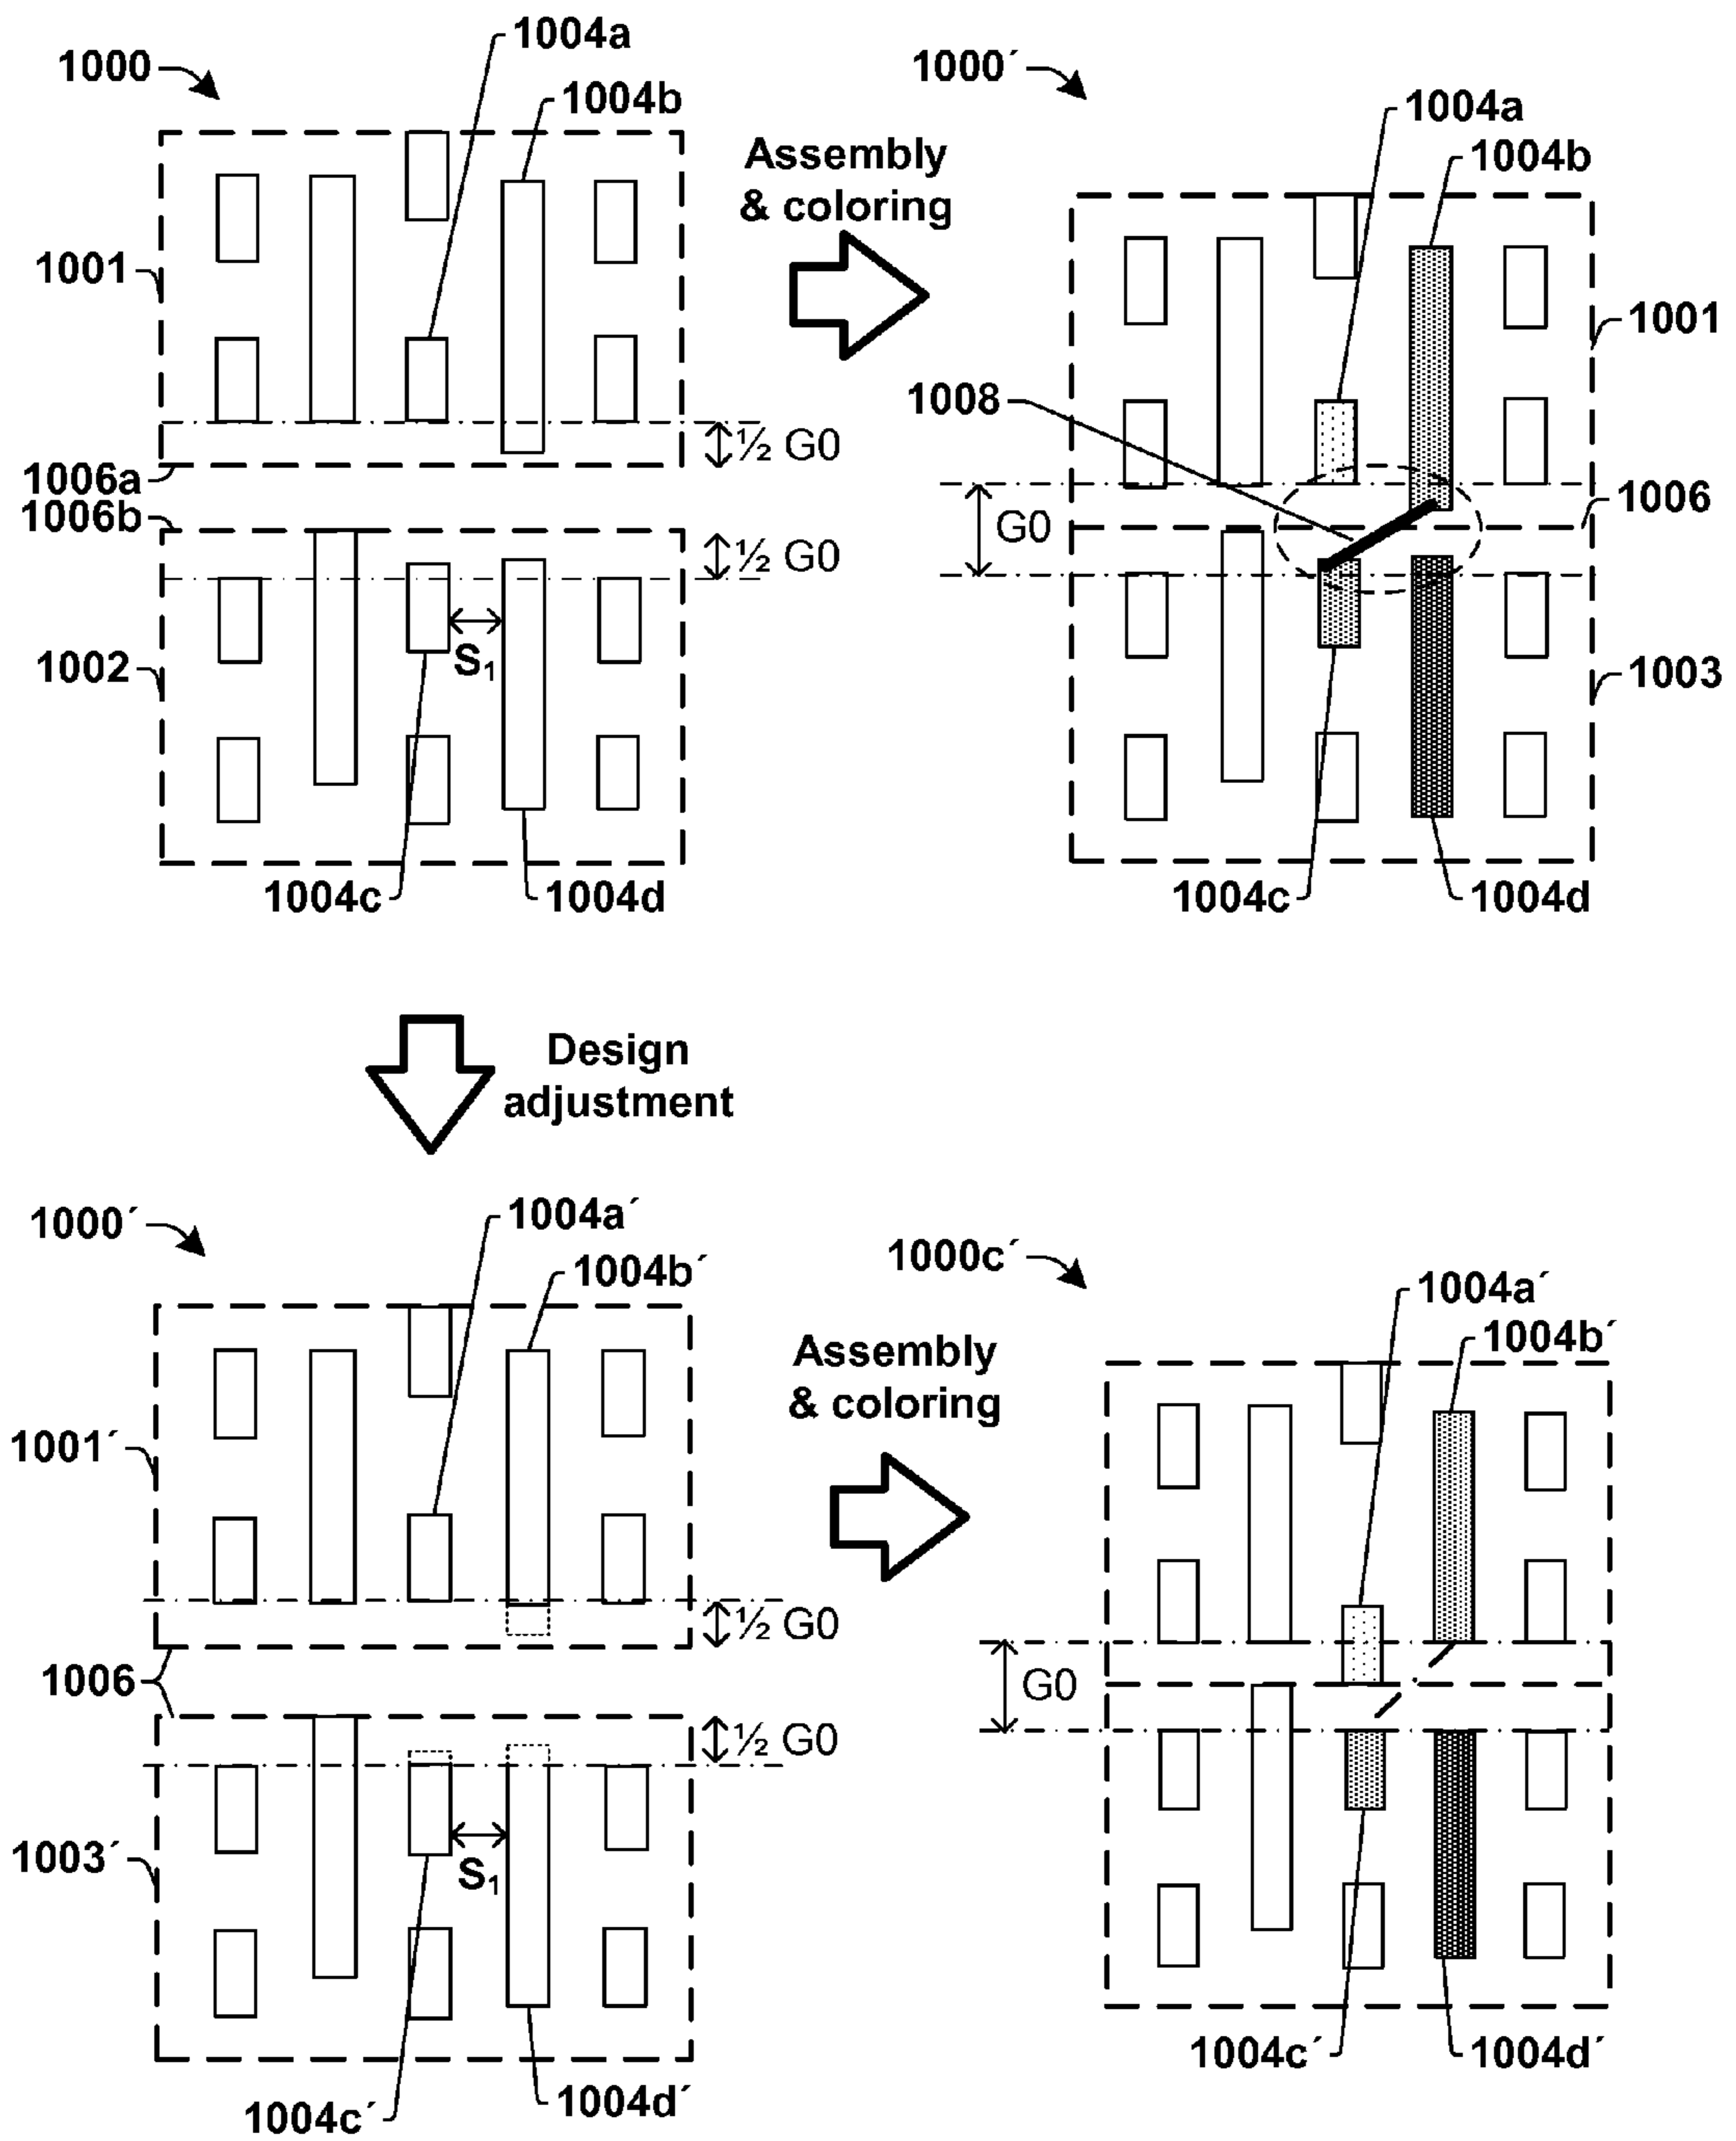 1000
1004a
1004b
1001
½ G0
1006a
1006b
½ G0
1002
S1
1004c
1004d
Assembly
& coloring
1000´
1004a
1004b
1001
1008
1006
G0
1003
1004c
1004d
Design
adjustment
1000´
1004a´
1004b´
1001´
½ G0
1006
½ G0
1003´
S1
1004c´
1004d´
Assembly
& coloring
1000c´
1004a´
1004b´
G0
1004c´
1004d´